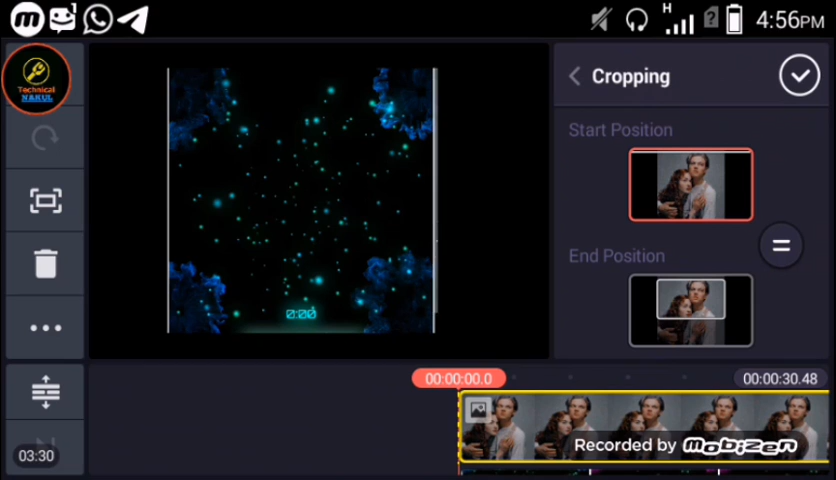 4:56PM
Technical
NAKUL
Cropping
Start Position
End Position
0:00
00:00:00.0
00:00:30.48
Recorded by mobizen
03:30